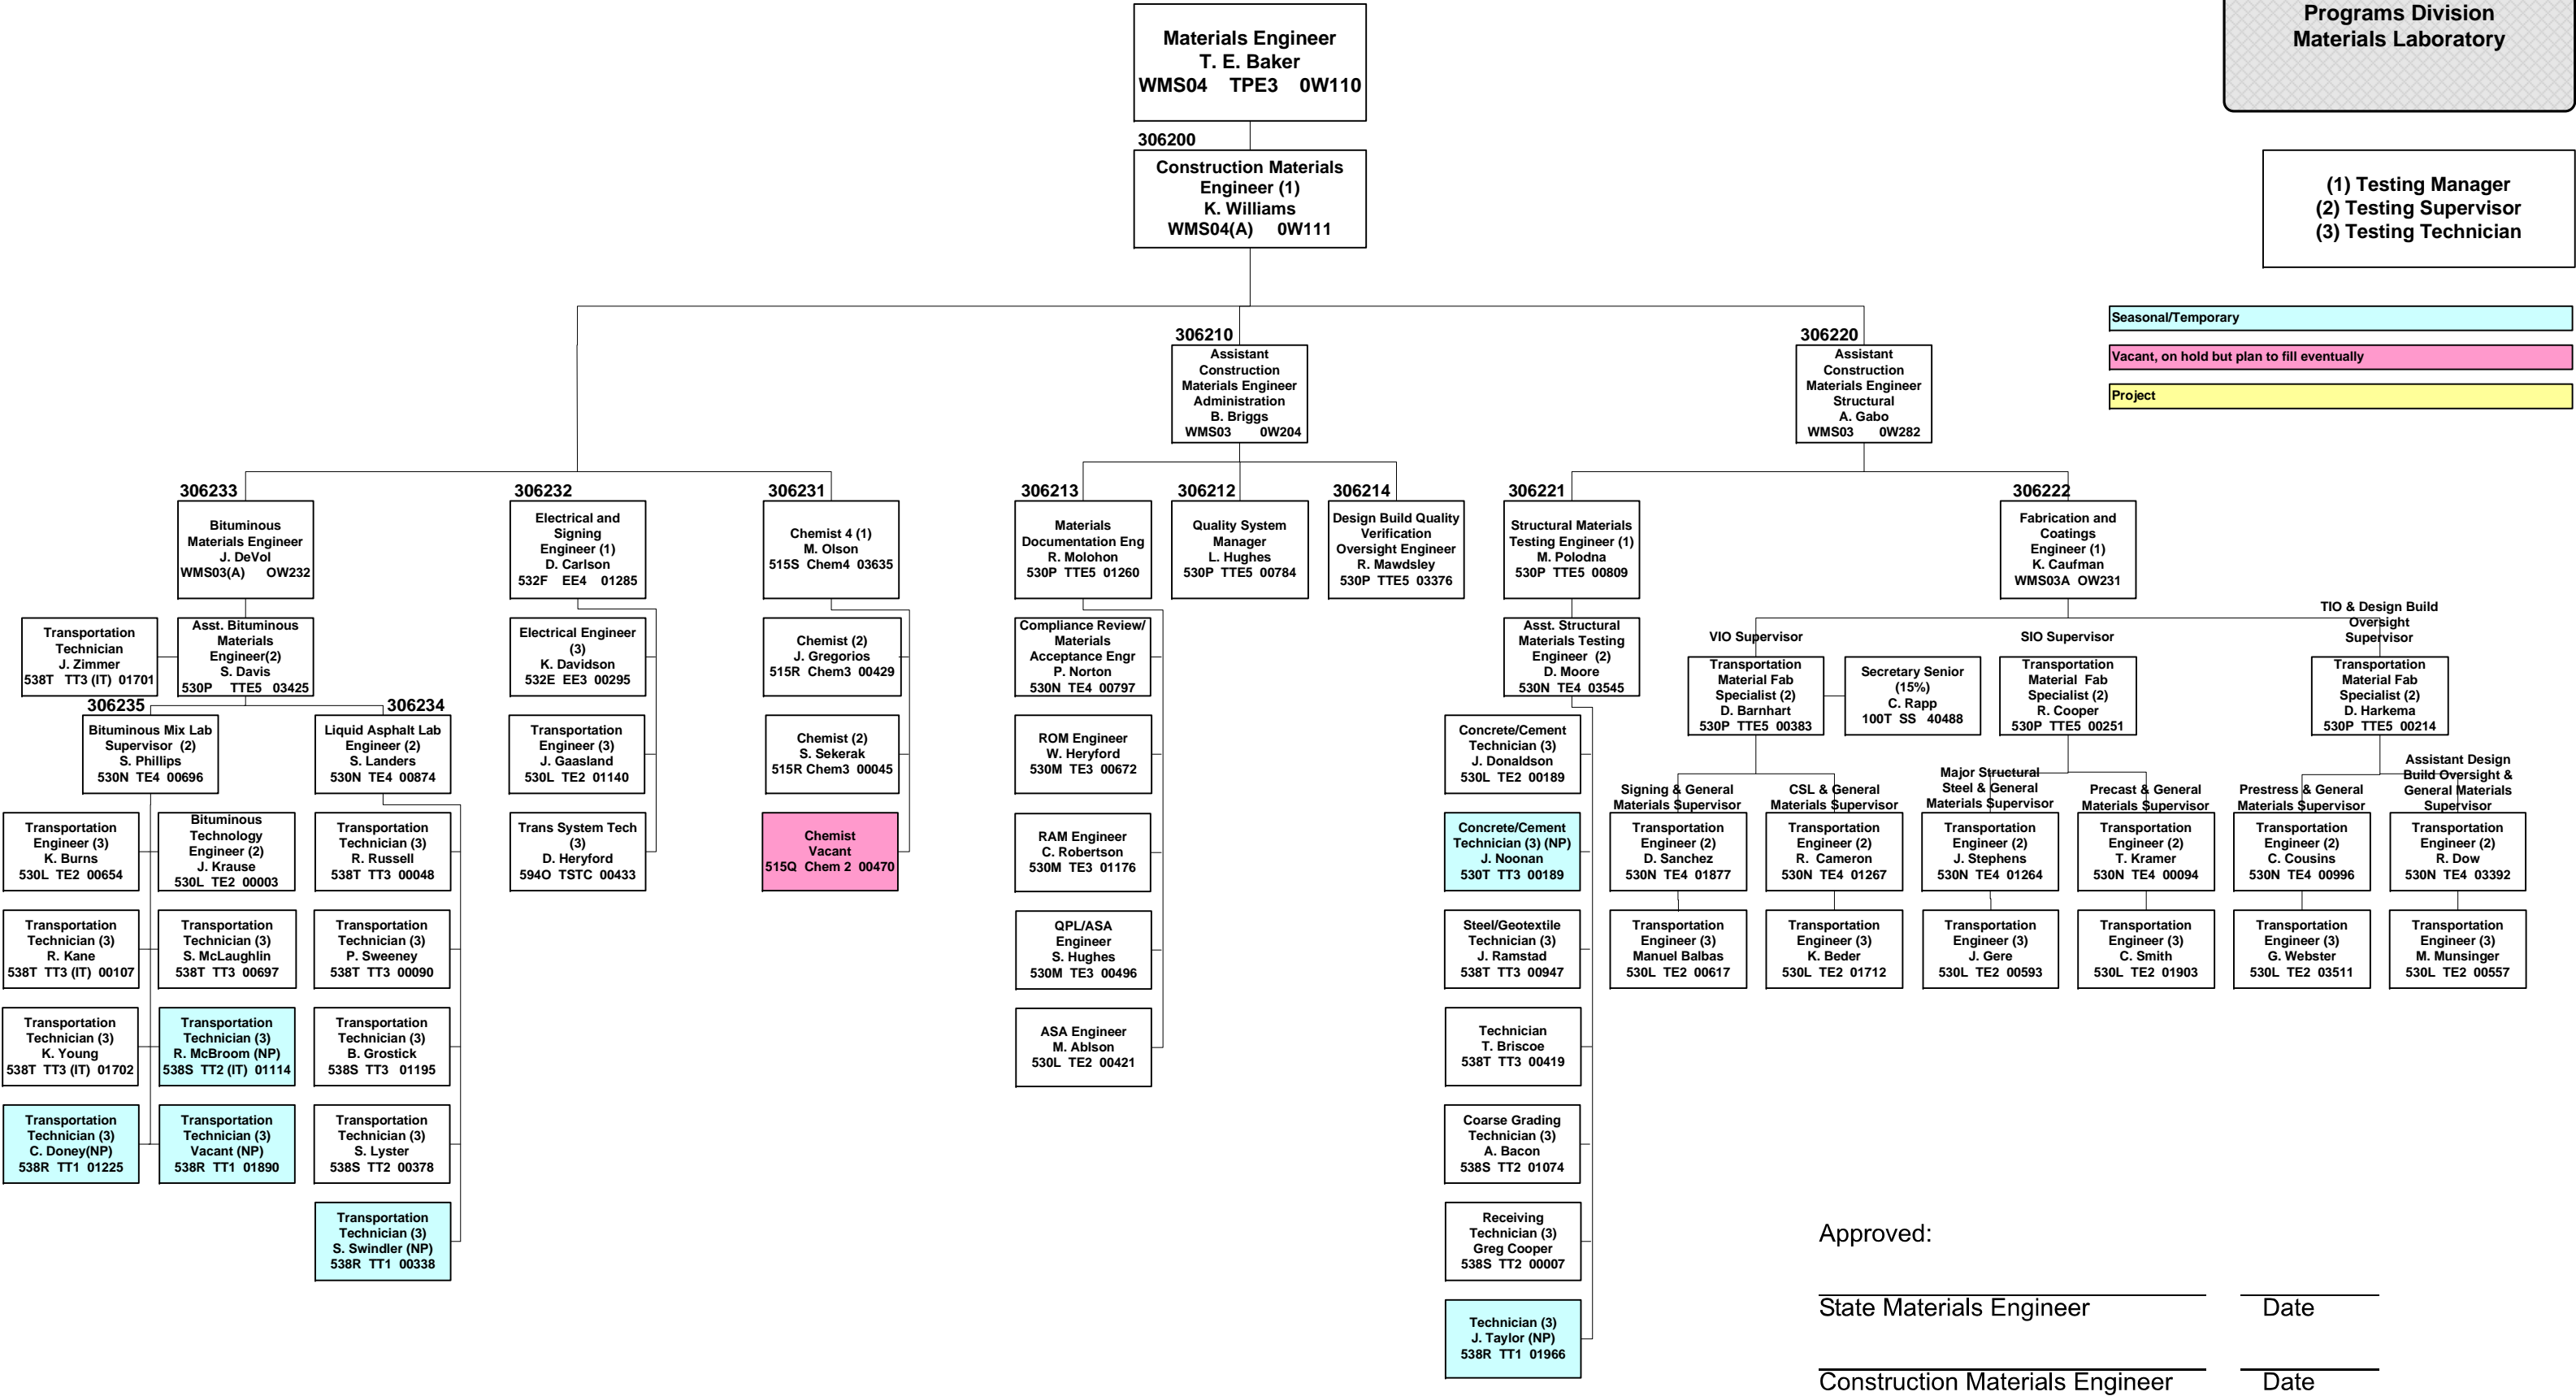 Materials Engineer
T. E. Baker
WMS04 TPE3 0W110
Programs Division
Materials Laboratory
306200
Construction Materials
Engineer (1)
K. Williams
WMS04(A) 0W111
(1) Testing Manager
(2) Testing Supervisor
(3) Testing Technician
Seasonal/Temporary
Vacant, on hold but plan to fill eventually
Project
306210
Assistant
Construction
Materials Engineer
Administration
B. Briggs
WMS03 0W204
306220
Assistant
Construction
Materials Engineer
Structural
A. Gabo
WMS03 0W282
306233
Bituminous
Materials Engineer
J. DeVol
WMS03(A) OW232
306232
Electrical and
Signing
Engineer (1)
D. Carlson
532F EE4 01285
306231
Chemist 4 (1)
M. Olson
515S Chem4 03635
306213
Materials
Documentation Eng
R. Molohon
530P TTE5 01260
306212
Quality System
Manager
L. Hughes
530P TTE5 00784
306214
Design Build Quality
Verification
Oversight Engineer
R. Mawdsley
530P TTE5 03376
306221
Structural Materials
Testing Engineer (1)
M. Polodna
530P TTE5 00809
306222
Fabrication and
Coatings
Engineer (1)
K. Caufman
WMS03A OW231
Transportation
Technician
J. Zimmer
538T TT3 (IT) 01701
Asst. Bituminous
Materials
Engineer(2)
S. Davis
530P TTE5 03425
Electrical Engineer
(3)
K. Davidson
532E EE3 00295
Chemist (2)
J. Gregorios
515R Chem3 00429
Compliance Review/
Materials
Acceptance Engr
P. Norton
530N TE4 00797
Asst. Structural
Materials Testing
Engineer (2)
D. Moore
530N TE4 03545
VIO Supervisor
Transportation
Material Fab
Specialist (2)
D. Barnhart
530P TTE5 00383
Secretary Senior
(15%)
C. Rapp
100T SS 40488
SIO Supervisor
Transportation
Material Fab
Specialist (2)
R. Cooper
530P TTE5 00251
TIO & Design Build
Oversight
Supervisor
Transportation
Material Fab
Specialist (2)
D. Harkema
530P TTE5 00214
306235
Bituminous Mix Lab
Supervisor (2)
S. Phillips
530N TE4 00696
306234
Liquid Asphalt Lab
Engineer (2)
S. Landers
530N TE4 00874
Transportation
Engineer (3)
J. Gaasland
530L TE2 01140
Chemist (2)
S. Sekerak
515R Chem3 00045
ROM Engineer
W. Heryford
530M TE3 00672
Concrete/Cement
Technician (3)
J. Donaldson
530L TE2 00189
Transportation
Engineer (3)
K. Burns
530L TE2 00654
Bituminous
Technology
Engineer (2)
J. Krause
530L TE2 00003
Transportation
Technician (3)
R. Russell
538T TT3 00048
Trans System Tech
(3)
D. Heryford
594O TSTC 00433
Chemist
Vacant
515Q Chem 2 00470
RAM Engineer
C. Robertson
530M TE3 01176
Concrete/Cement
Technician (3) (NP)
J. Noonan
530T TT3 00189
Signing & General
Materials Supervisor
Transportation
Engineer (2)
D. Sanchez
530N TE4 01877
CSL & General
Materials Supervisor
Transportation
Engineer (2)
R. Cameron
530N TE4 01267
Major Structural
Steel & General
Materials Supervisor
Transportation
Engineer (2)
J. Stephens
530N TE4 01264
Precast & General
Materials Supervisor
Transportation
Engineer (2)
T. Kramer
530N TE4 00094
Prestress & General
Materials Supervisor
Transportation
Engineer (2)
C. Cousins
530N TE4 00996
Assistant Design
Build Oversight &
General Materials
Supervisor
Transportation
Engineer (2)
R. Dow
530N TE4 03392
Transportation
Technician (3)
R. Kane
538T TT3 (IT) 00107
Transportation
Technician (3)
S. McLaughlin
538T TT3 00697
Transportation
Technician (3)
P. Sweeney
538T TT3 00090
QPL/ASA
Engineer
S. Hughes
530M TE3 00496
Steel/Geotextile
Technician (3)
J. Ramstad
538T TT3 00947
Transportation
Engineer (3)
Manuel Balbas
530L TE2 00617
Transportation
Engineer (3)
K. Beder
530L TE2 01712
Transportation
Engineer (3)
J. Gere
530L TE2 00593
Transportation
Engineer (3)
C. Smith
530L TE2 01903
Transportation
Engineer (3)
G. Webster
530L TE2 03511
Transportation
Engineer (3)
M. Munsinger
530L TE2 00557
Transportation
Technician (3)
K. Young
538T TT3 (IT) 01702
Transportation
Technician (3)
R. McBroom (NP)
538S TT2 (IT) 01114
Transportation
Technician (3)
B. Grostick
538S TT3 01195
ASA Engineer
M. Ablson
530L TE2 00421
Technician
T. Briscoe
538T TT3 00419
Transportation
Technician (3)
C. Doney(NP)
538R TT1 01225
Transportation
Technician (3)
Vacant (NP)
538R TT1 01890
Transportation
Technician (3)
S. Lyster
538S TT2 00378
Coarse Grading
Technician (3)
A. Bacon
538S TT2 01074
Transportation
Technician (3)
S. Swindler (NP)
538R TT1 00338
Receiving
Technician (3)
Greg Cooper
538S TT2 00007
Technician (3)
J. Taylor (NP)
538R TT1 01966
Approved:
State Materials Engineer Date
Construction Materials Engineer Date